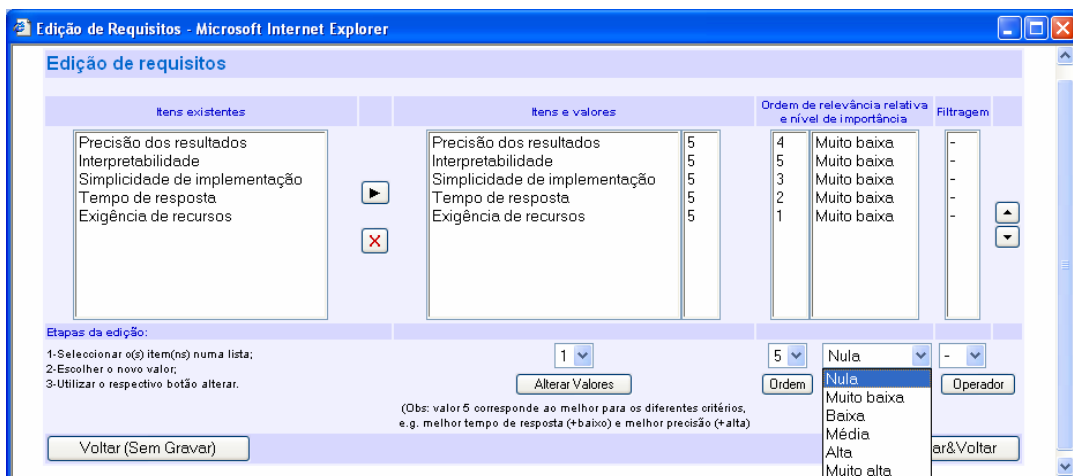 Edição de Requisitos - Microsoft Internet Explorer
Edição de requisitos
Itens existentes
Itens e valores
Ordem de relevância relativa
e nível de importância
Filtragem
Precisão dos resultados
Interpretabilidade
Simplicidade de implementação
Tempo de resposta
Exigência de recursos
Precisão dos resultados 5 4 Muito baixa -
Interpretabilidade 5 5 Muito baixa -
Simplicidade de implementação 5 3 Muito baixa -
Tempo de resposta 5 2 Muito baixa -
Exigência de recursos 5 1 Muito baixa -
Etapas da edição:
1-Seleccionar o(s) item(ns) numa lista;
2-Escolher o novo valor;
3-Utilizar o respectivo botão alterar.
1
Alterar Valores
(Obs: valor 5 corresponde ao melhor para os diferentes critérios,
e.g. melhor tempo de resposta (+baixo) e melhor precisão (+alta)
5
Ordem
Nula
Nula
Muito baixa
Baixa
Média
Alta
Muito alta
-
Operador
Voltar (Sem Gravar)
ar&Voltar